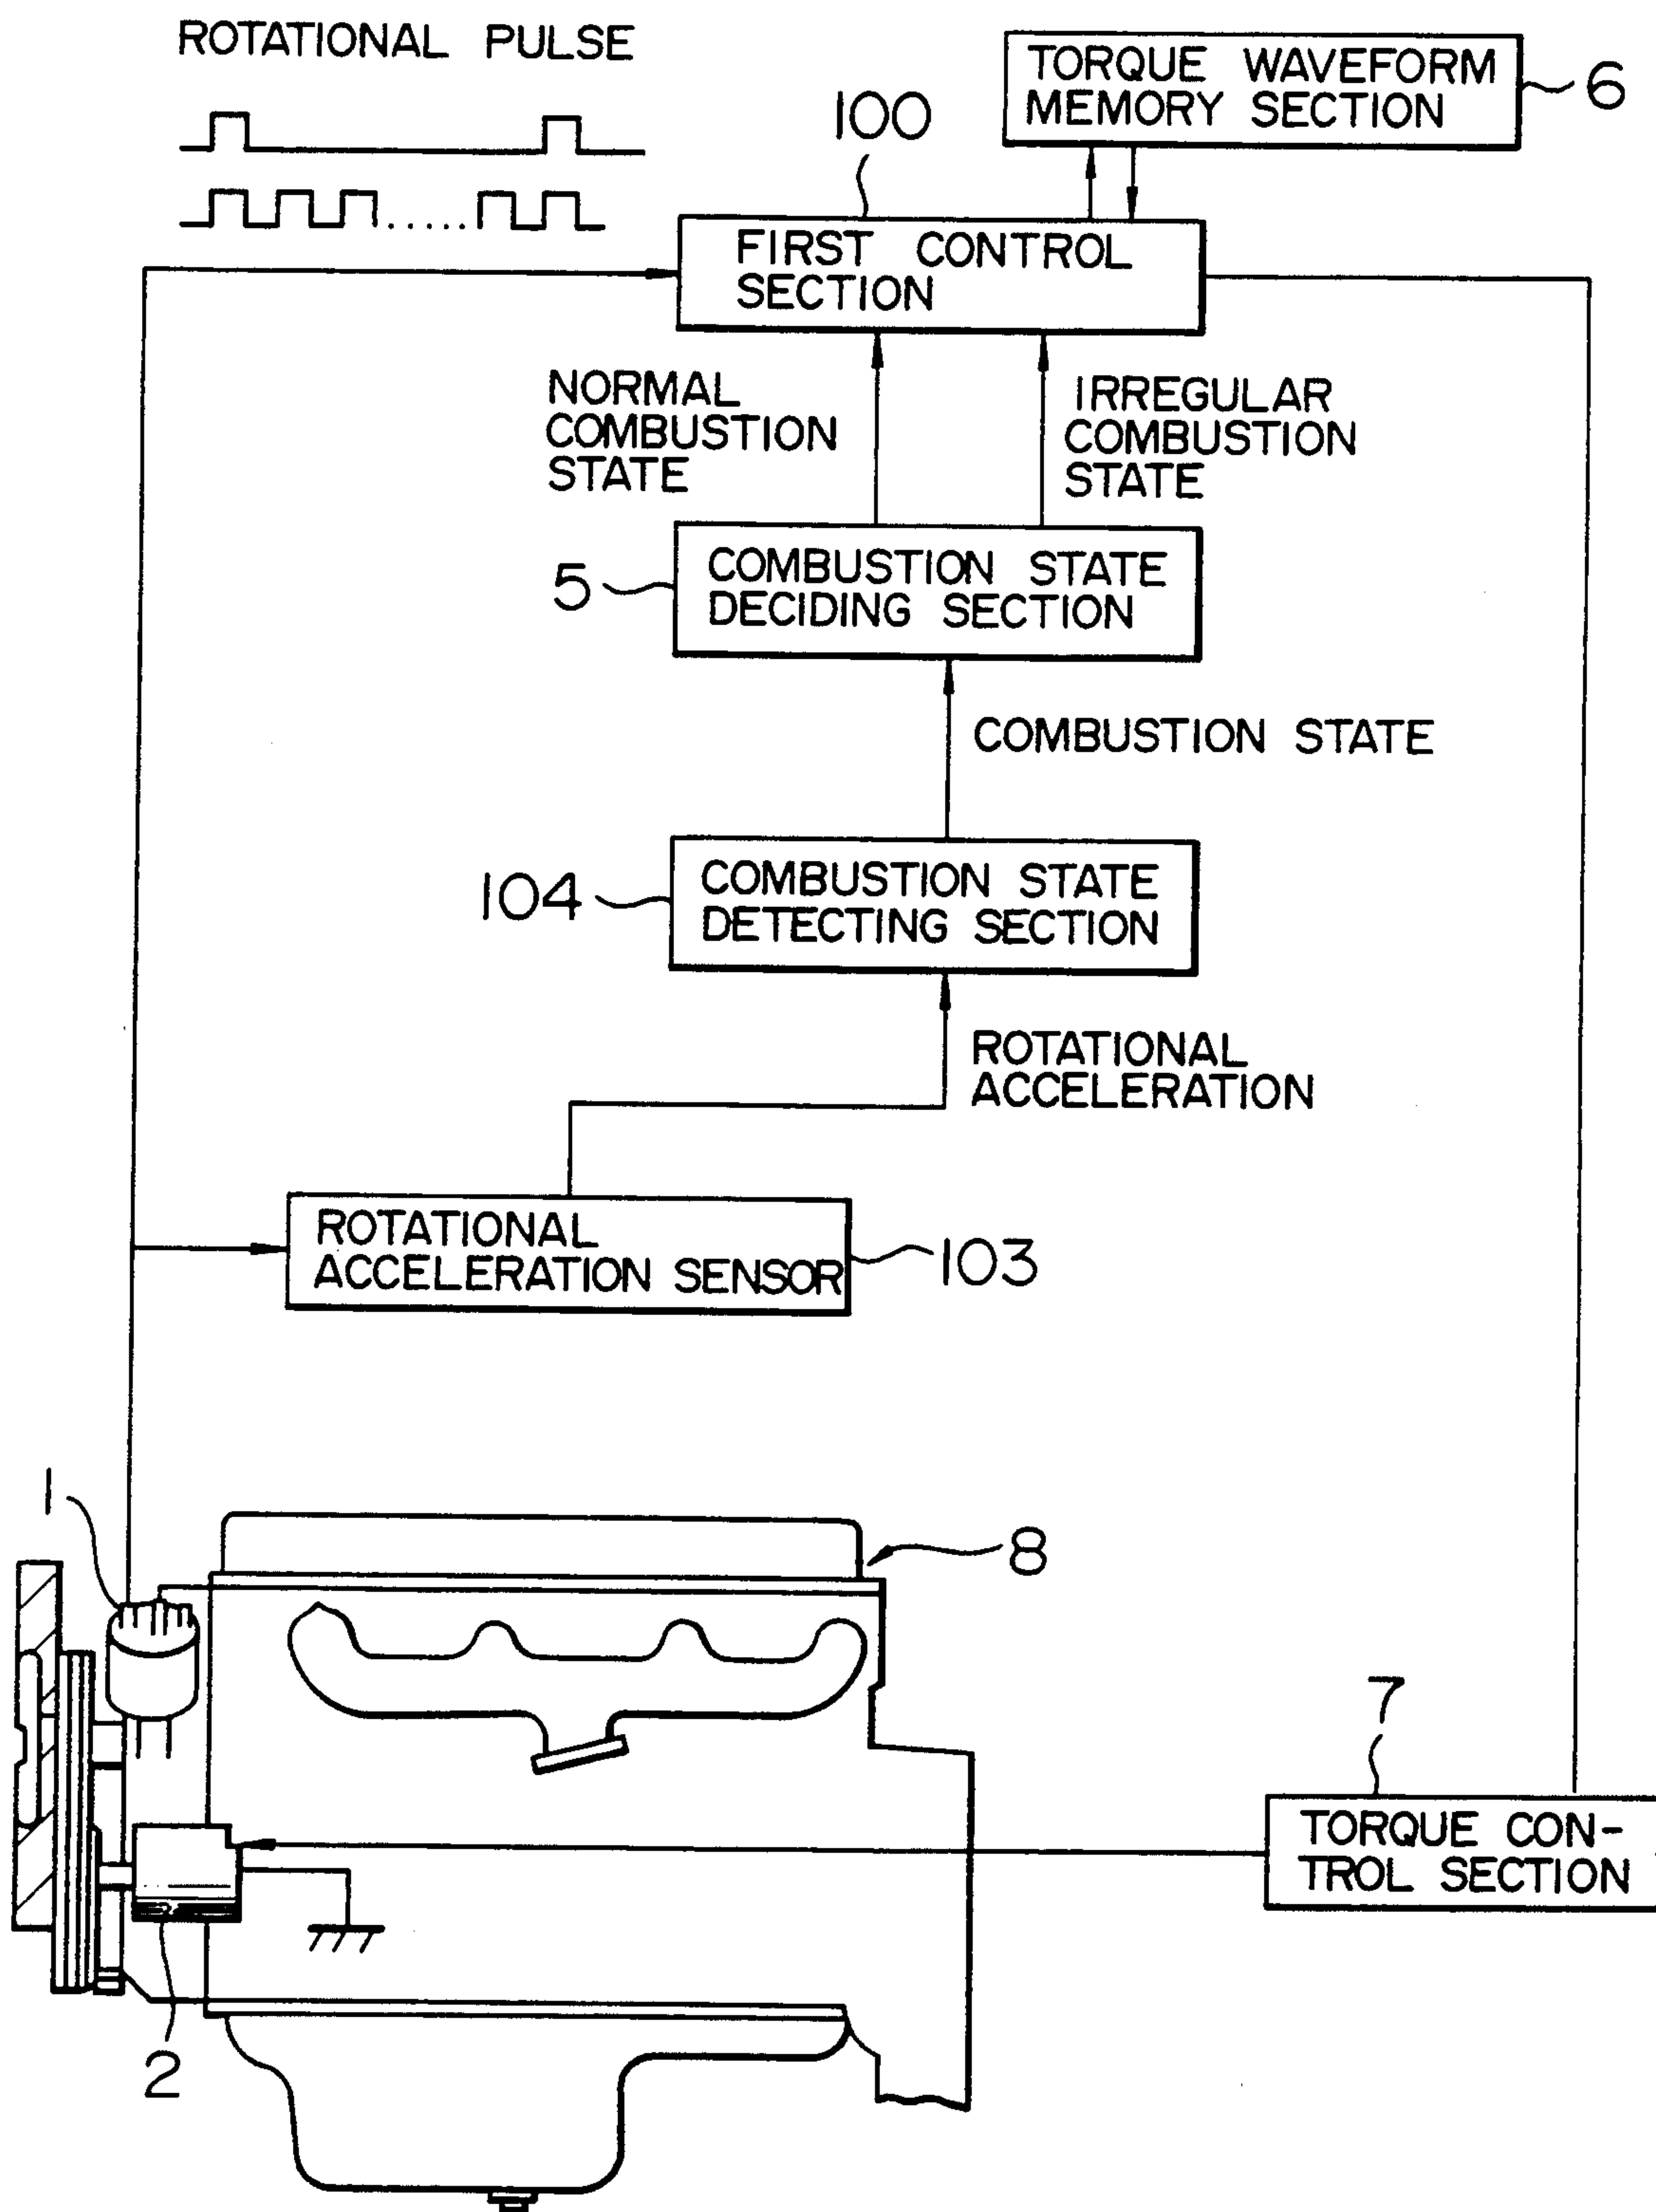 ROTATIONAL PULSE
TORQUE WAVEFORM
MEMORY SECTION
6
100
FIRST CONTROL
SECTION
NORMAL
COMBUSTION
STATE
IRREGULAR
COMBUSTION
STATE
5
COMBUSTION STATE
DECIDING SECTION
COMBUSTION STATE
104
COMBUSTION STATE
DETECTING SECTION
ROTATIONAL
ACCELERATION
ROTATIONAL
ACCELERATION SENSOR
103
1
8
7
TORQUE CON-
TROL SECTION
2